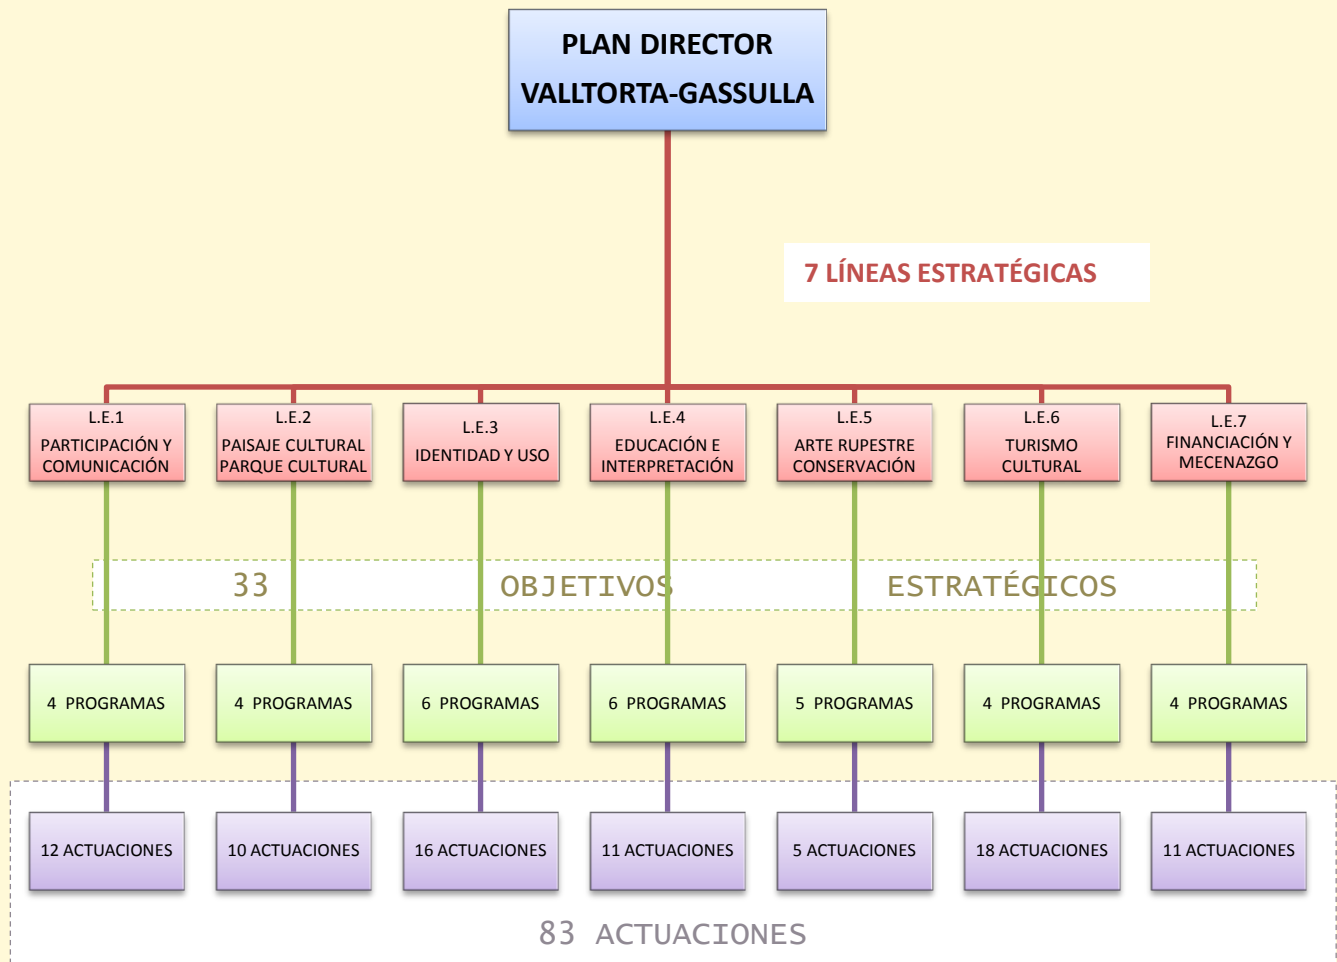 PLAN DIRECTOR
VALLTORTA-GASSULLA
7 LÍNEAS ESTRATÉGICAS
L.E.1
PARTICIPACIÓN Y
COMUNICACIÓN
L.E.2
PAISAJE CULTURAL
PARQUE CULTURAL
L.E.3
IDENTIDAD Y USO
L.E.4
EDUCACIÓN E
INTERPRETACIÓN
L.E.5
ARTE RUPESTRE
CONSERVACIÓN
L.E.6
TURISMO
CULTURAL
L.E.7
FINANCIACIÓN Y
MECENAZGO
33 OBJETIVOS ESTRATÉGICOS
4 PROGRAMAS
4 PROGRAMAS
6 PROGRAMAS
6 PROGRAMAS
5 PROGRAMAS
4 PROGRAMAS
4 PROGRAMAS
12 ACTUACIONES
10 ACTUACIONES
16 ACTUACIONES
11 ACTUACIONES
5 ACTUACIONES
18 ACTUACIONES
11 ACTUACIONES
83 ACTUACIONES